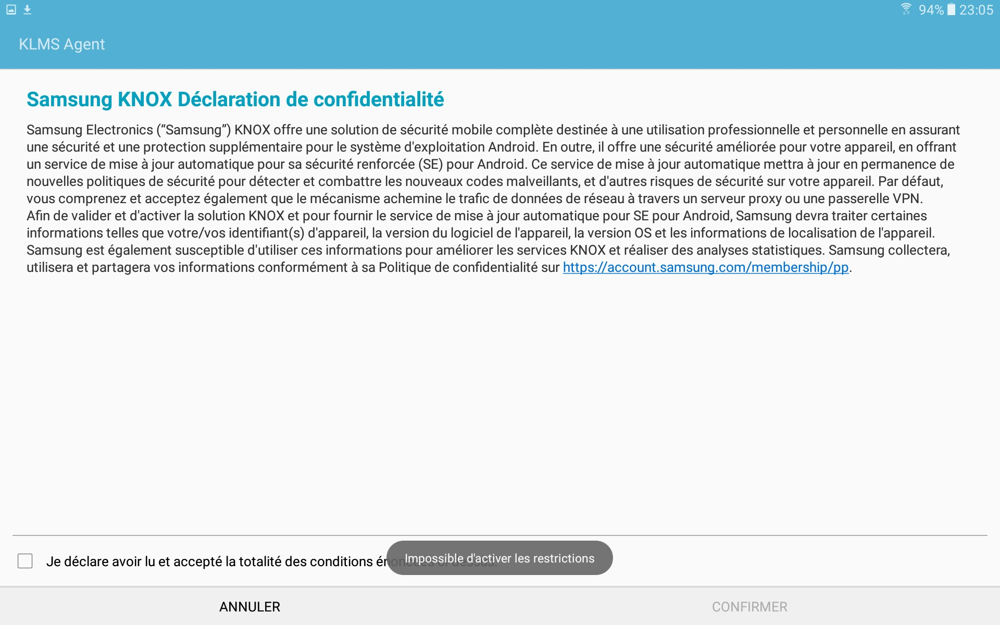 94% 23:05
KLMS Agent
Samsung KNOX Déclaration de confidentialité
Samsung Electronics (“Samsung”) KNOX offre une solution de sécurité mobile complète destinée à une utilisation professionnelle et personnelle en assurant
une sécurité et une protection supplémentaire pour le système d'exploitation Android. En outre, il offre une sécurité améliorée pour votre appareil, en offrant
un service de mise à jour automatique pour sa sécurité renforcée (SE) pour Android. Ce service de mise à jour automatique mettra à jour en permanence de
nouvelles politiques de sécurité pour détecter et combattre les nouveaux codes malveillants, et d'autres risques de sécurité sur votre appareil. Par défaut,
vous comprenez et acceptez également que le mécanisme achemine le trafic de données de réseau à travers un serveur proxy ou une passerelle VPN.
Afin de valider et d'activer la solution KNOX et pour fournir le service de mise à jour automatique pour SE pour Android, Samsung devra traiter certaines
informations telles que votre/vos identifiant(s) d'appareil, la version du logiciel de l'appareil, la version OS et les informations de localisation de l'appareil.
Samsung est également susceptible d'utiliser ces informations pour améliorer les services KNOX et réaliser des analyses statistiques. Samsung collectera,
utilisera et partagera vos informations conformément à sa Politique de confidentialité sur https://account.samsung.com/membership/pp.
Je déclare avoir lu et accepté la totalité des conditions énoncées ci-dessus.
Impossible d'activer les restrictions
ANNULER CONFIRMER